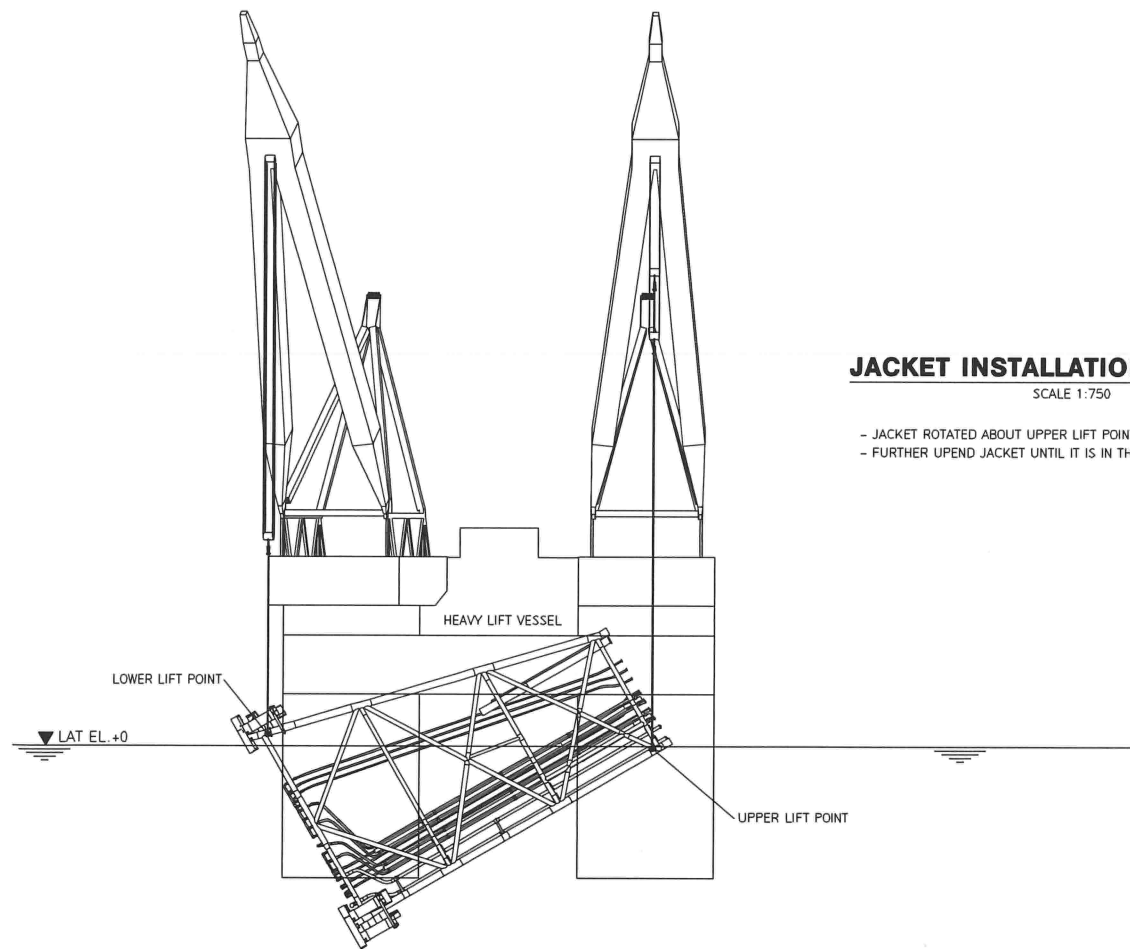 JACKET INSTALLATIO
SCALE 1:750
- JACKET ROTATED ABOUT UPPER LIFT POIN
- FURTHER UPEND JACKET UNTIL IT IS IN TH
HEAVY LIFT VESSEL
LOWER LIFT POINT
LAT EL.+0
UPPER LIFT POINT